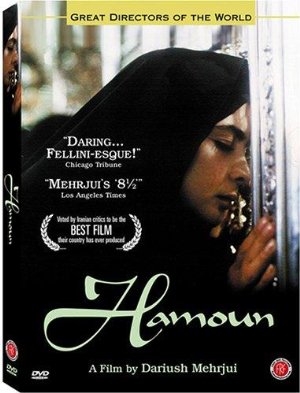 GREAT DIRECTORS OF THE WORLD
"DARING...
FELLINI-ESQUE!"
Chicago Tribune
"MEHRJUI'S '8½'"
Los Angeles Times
Voted by Iranian critics to be the
BEST FILM
their country has ever produced
Hamoun
A Film by Dariush Mehrjui
Hamoun
DVD
DVD